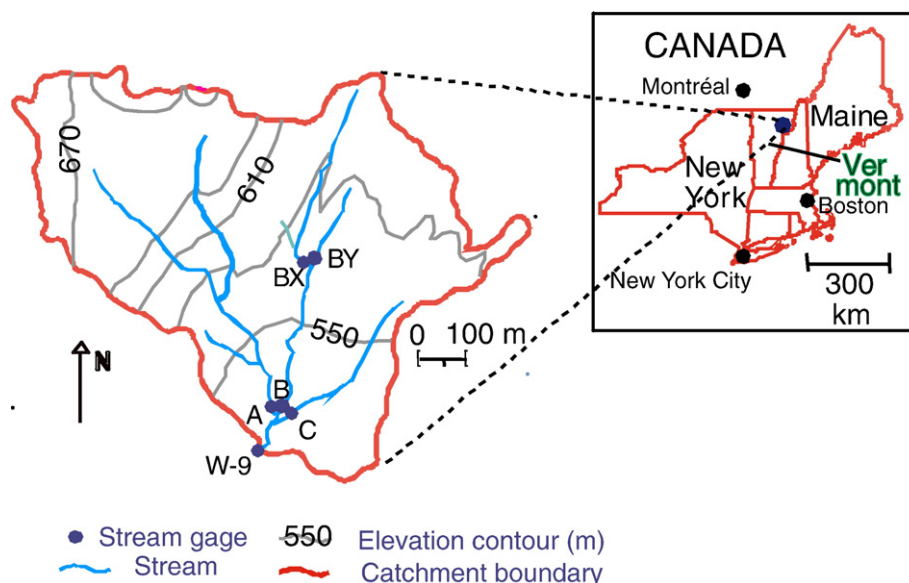 CANADA
Montréal
Maine
New
York
Ver
mont
Boston
New York City
300
km
670
610
BX
BY
550
0 100 m
N
A
B
C
W-9
Stream gage
550 Elevation contour (m)
Stream
Catchment boundary